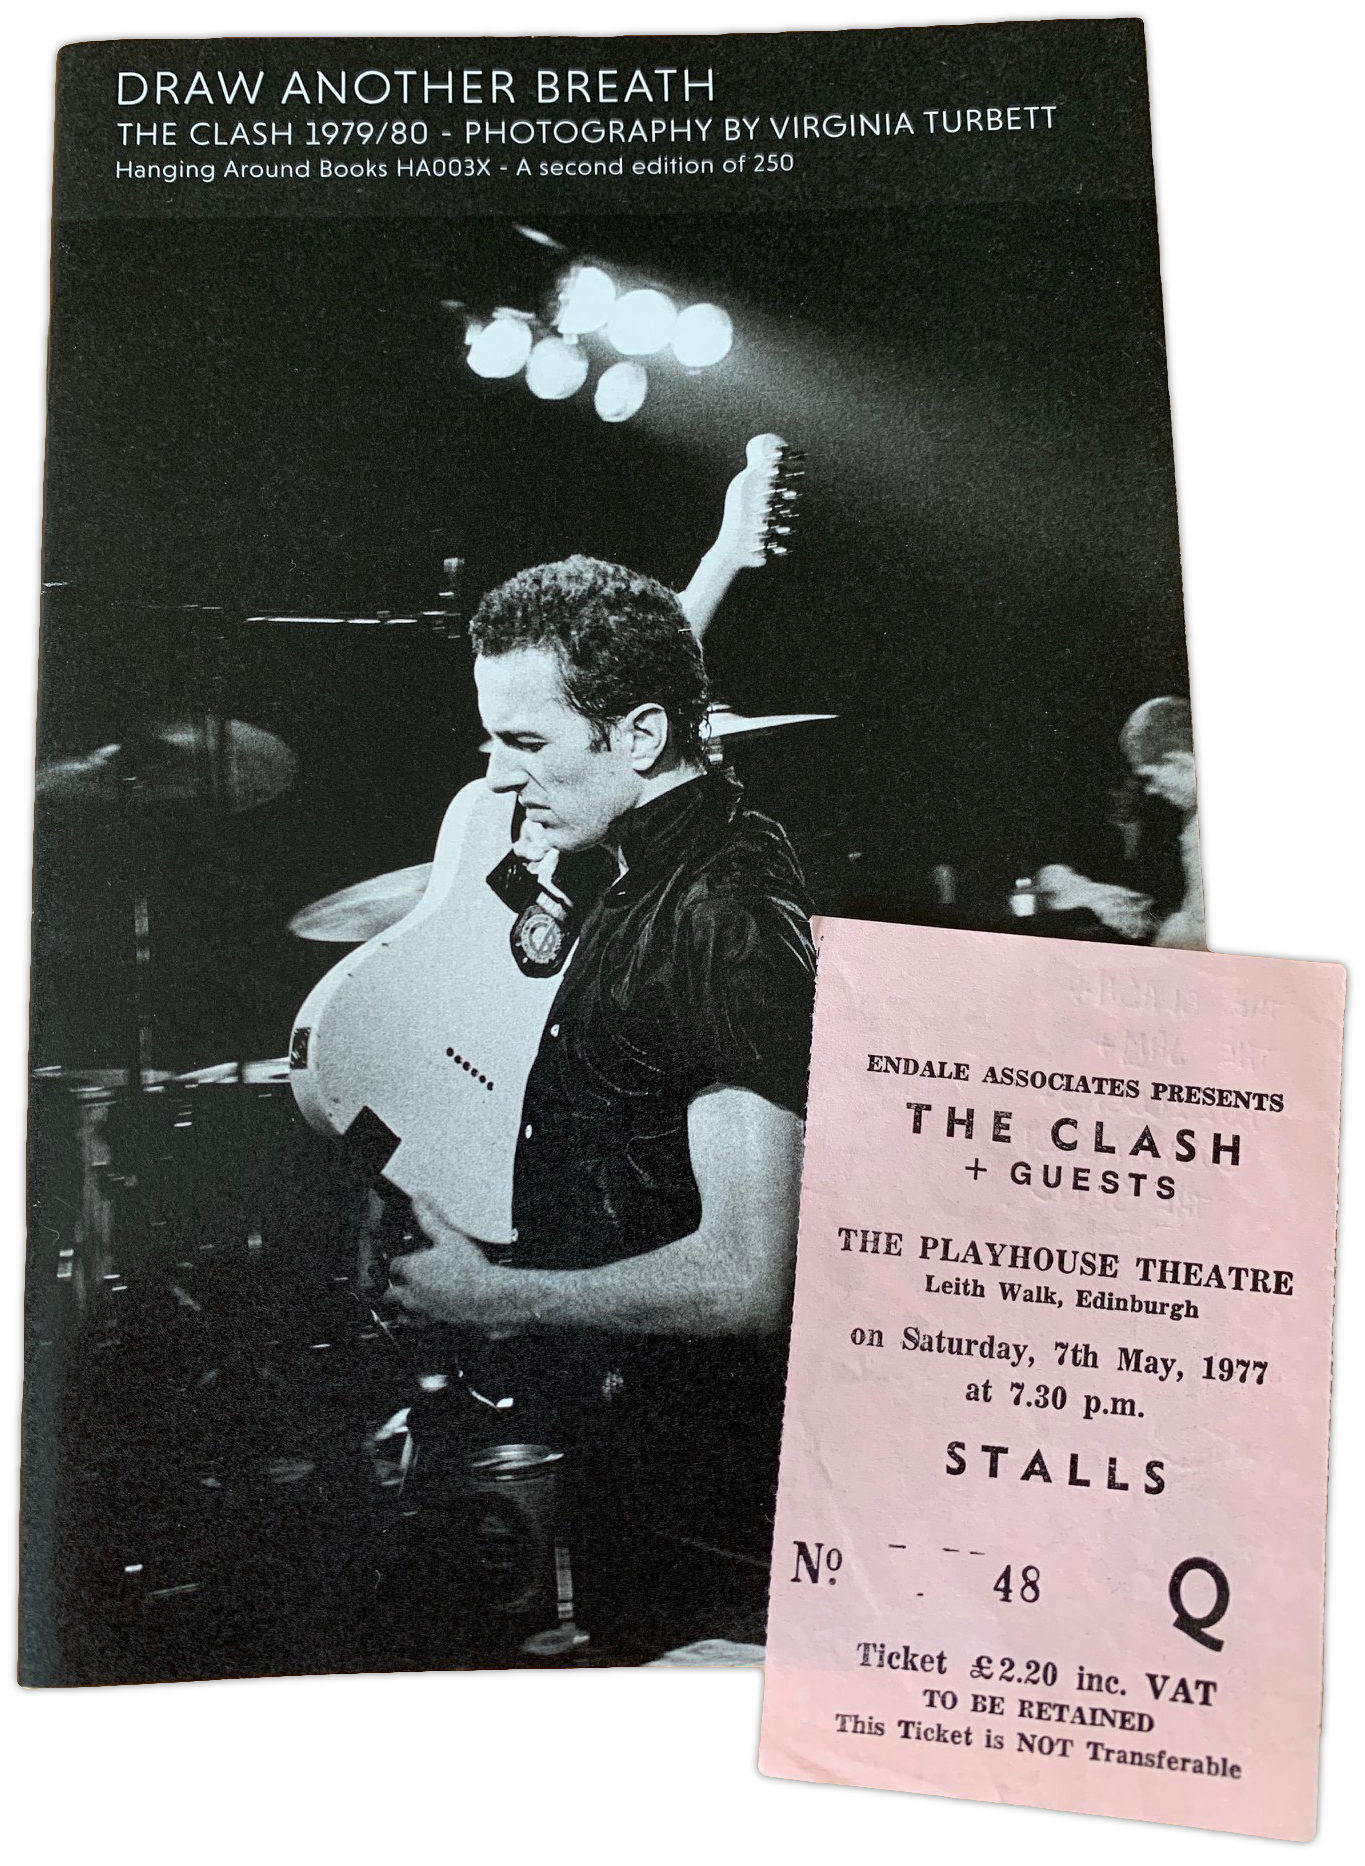 DRAW ANOTHER BREATH
THE CLASH 1979/80 - PHOTOGRAPHY BY VIRGINIA TURBETT
Hanging Around Books HA003X - A second edition of 250
ENDALE ASSOCIATES PRESENTS
THE CLASH
+ GUESTS
THE PLAYHOUSE THEATRE
Leith Walk, Edinburgh
on Saturday, 7th May, 1977
at 7.30 p.m.
STALLS
Nº 48 Q
Ticket £2.20 inc. VAT
TO BE RETAINED
This Ticket is NOT Transferable